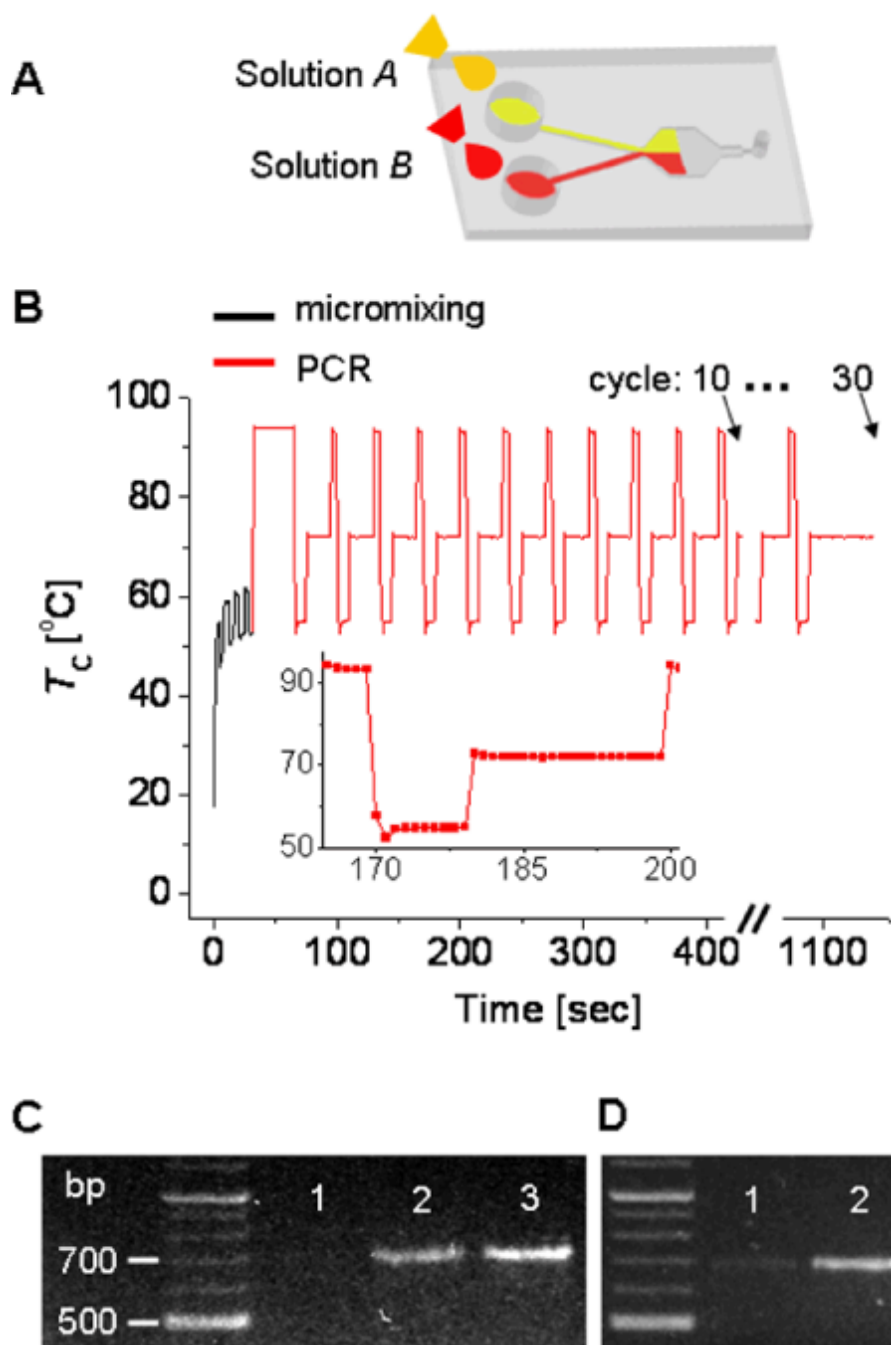 A
Solution A
Solution B
B
micromixing
PCR
cycle: 10 ... 30
100
80
60
40
20
0
T_C [°C]
90
70
50
170 185 200
0 100 200 300 400 // 1100
Time [sec]
C
D
bp
1 2 3
1 2
700
500